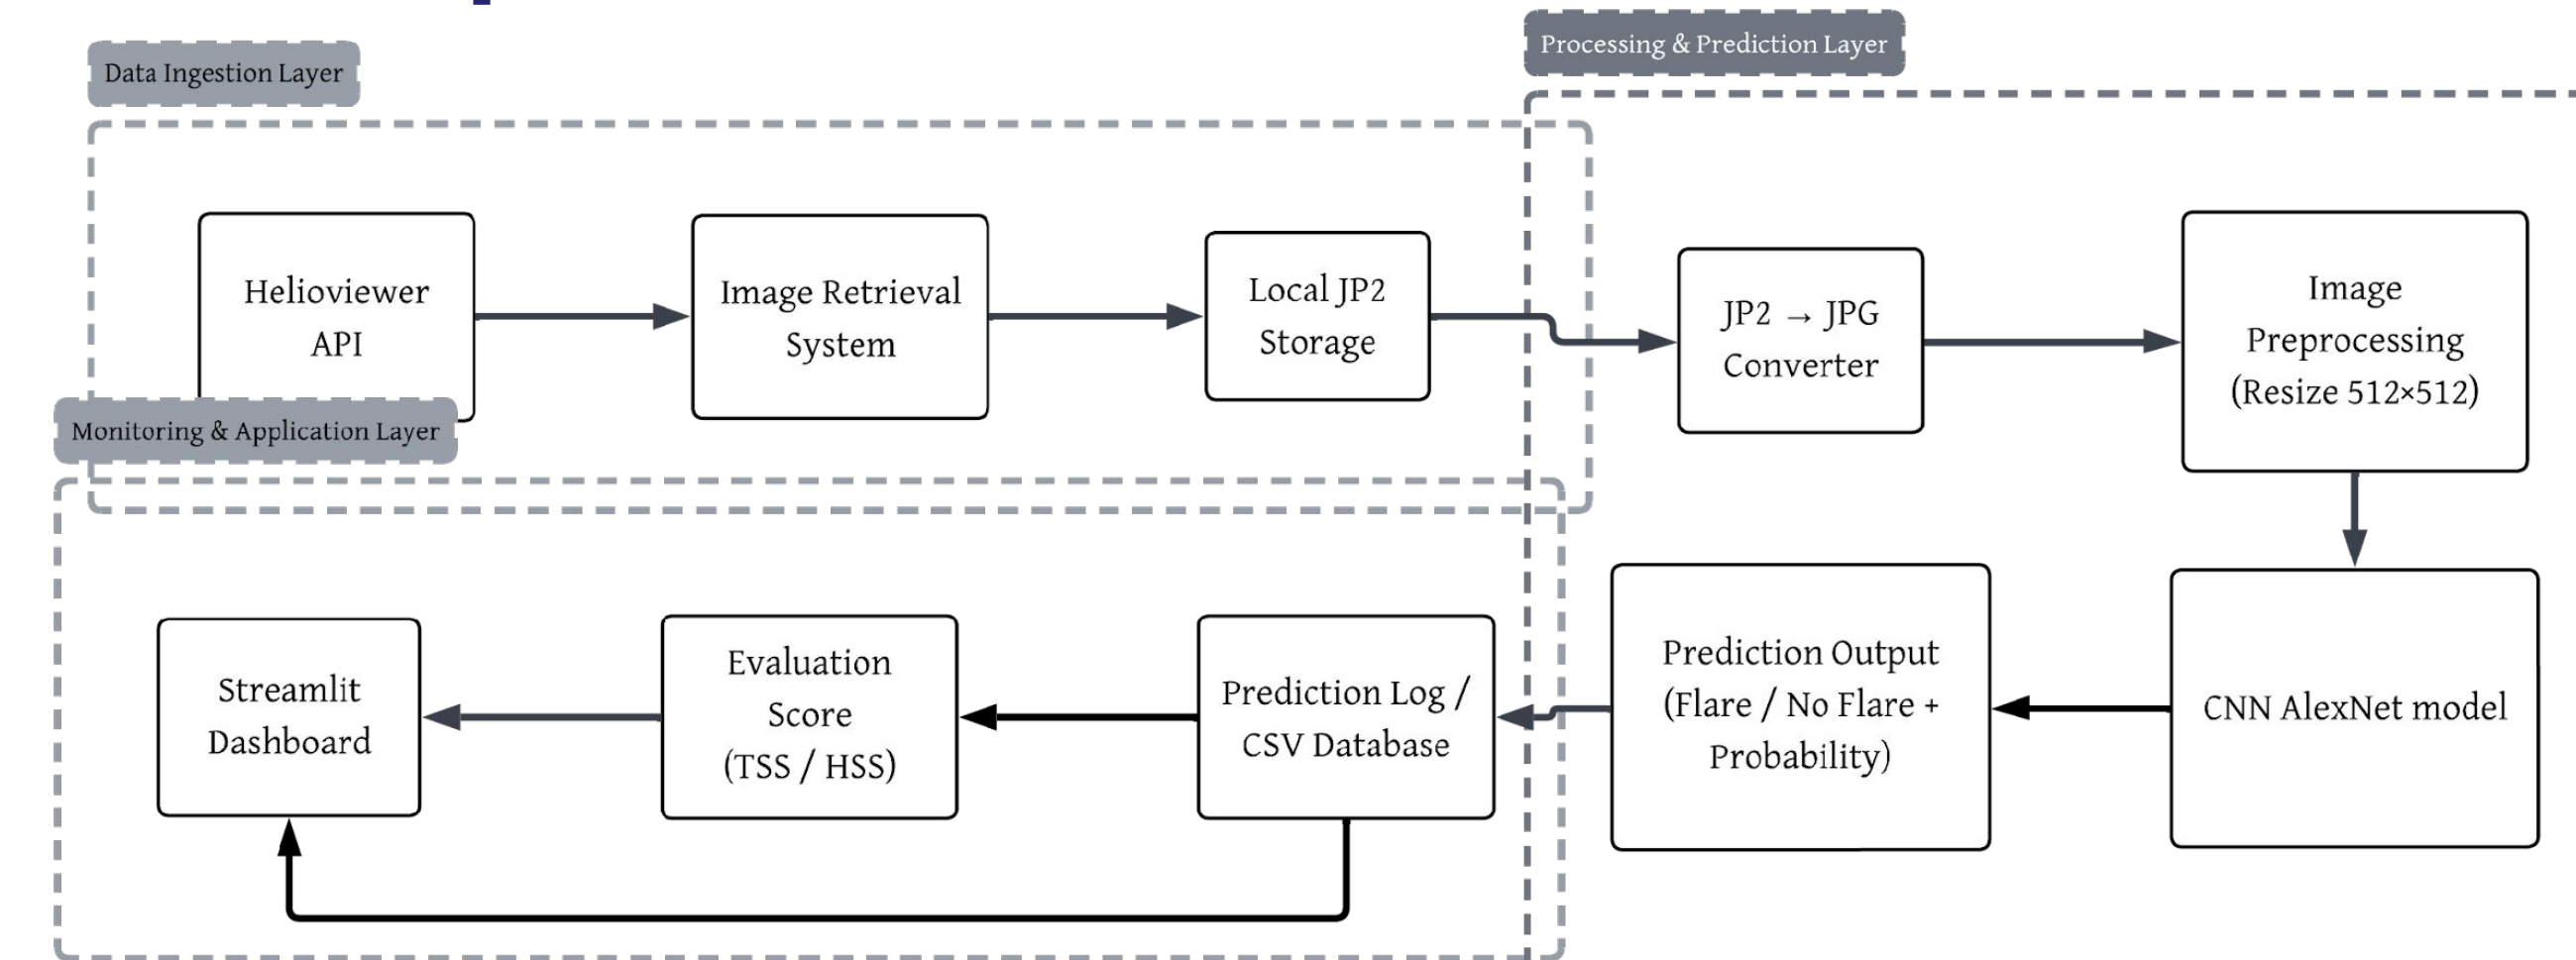 Data Ingestion Layer
Processing & Prediction Layer
Helioviewer
API
Image Retrieval
System
Local JP2
Storage
JP2 → JPG
Converter
Image
Preprocessing
(Resize 512×512)
Monitoring & Application Layer
Streamlit
Dashboard
Evaluation
Score
(TSS / HSS)
Prediction Log /
CSV Database
Prediction Output
(Flare / No Flare +
Probability)
CNN AlexNet model